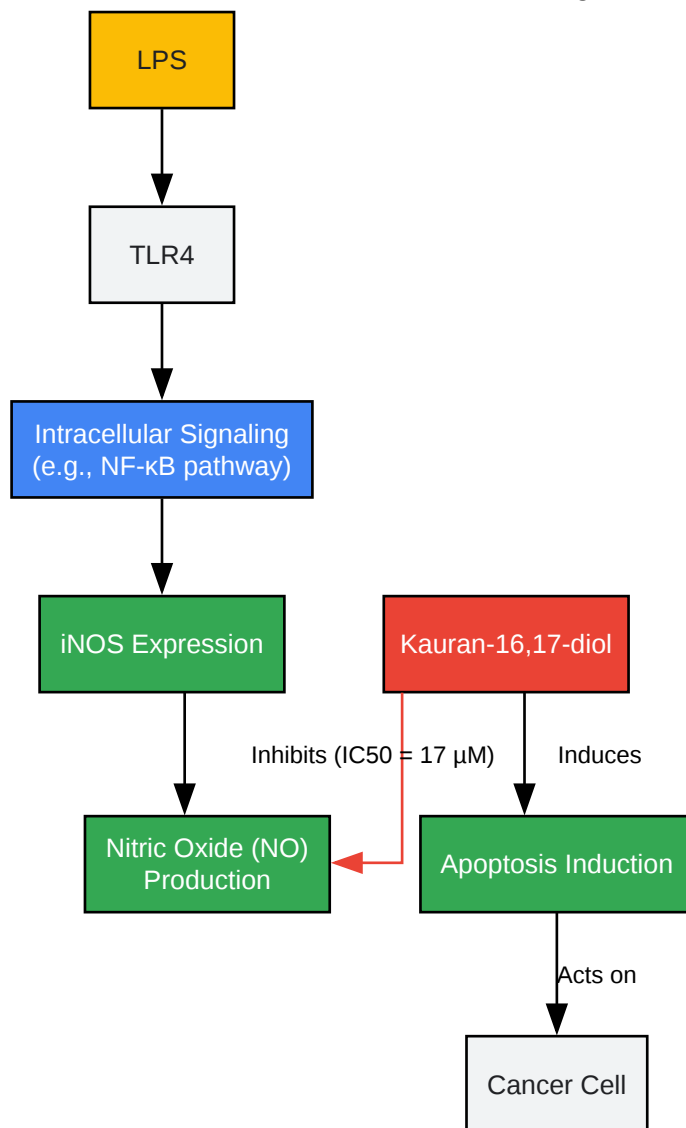 LPS
TLR4
Intracellular Signaling
(e.g., NF-κB pathway)
iNOS Expression
Kauran-16,17-diol
Inhibits (IC50 = 17 µM)
Induces
Nitric Oxide (NO)
Production
Apoptosis Induction
Acts on
Cancer Cell